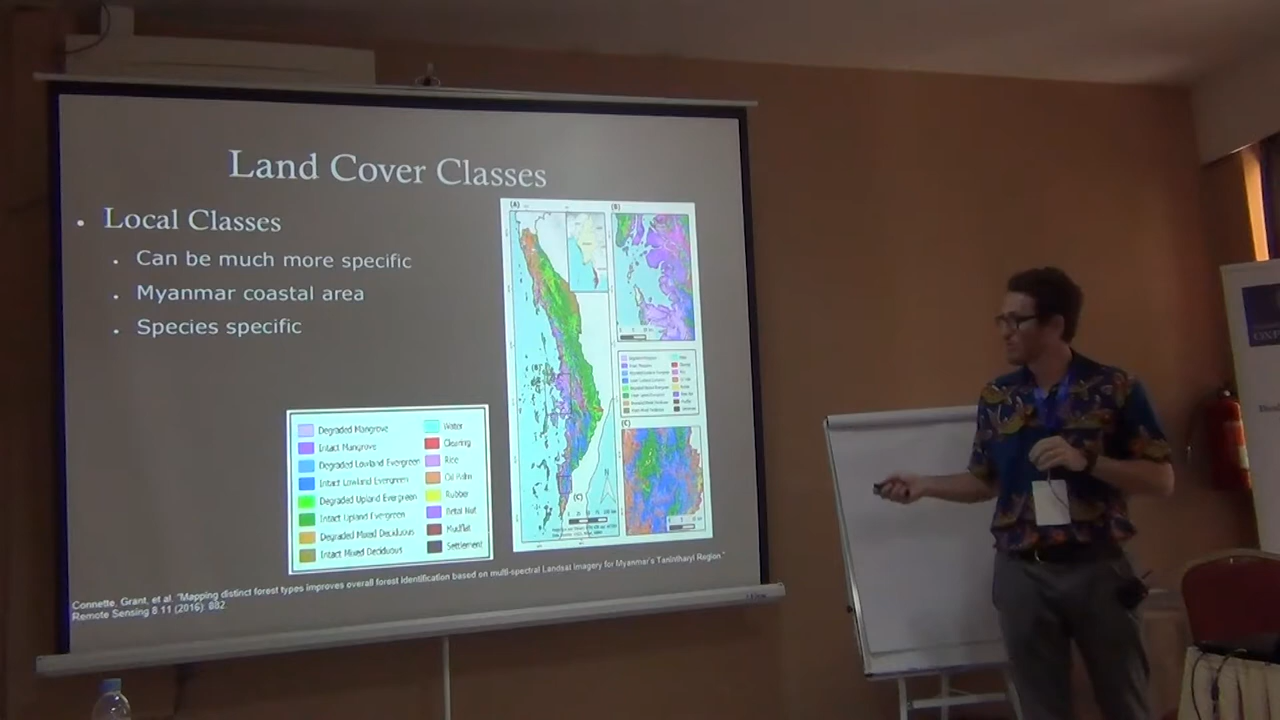 Land Cover Classes
Local Classes
Can be much more specific
Myanmar coastal area
Species specific
(A)
(B)
(C)
(C)
N
Degraded Mangrove
Intact Mangrove
Degraded Lowland Evergreen
Intact Lowland Evergreen
Degraded Upland Evergreen
Intact Upland Evergreen
Degraded Mixed Deciduous
Intact Mixed Deciduous
Water
Clearing
Rice
Oil Palm
Rubber
Betal Nut
Mudflat
Settlement
Connette, Grant, et al. "Mapping distinct forest types improves overall forest identification based on multi-spectral Landsat imagery for Myanmar's Tanintharyi Region."
Remote Sensing 8.11 (2016): 882.